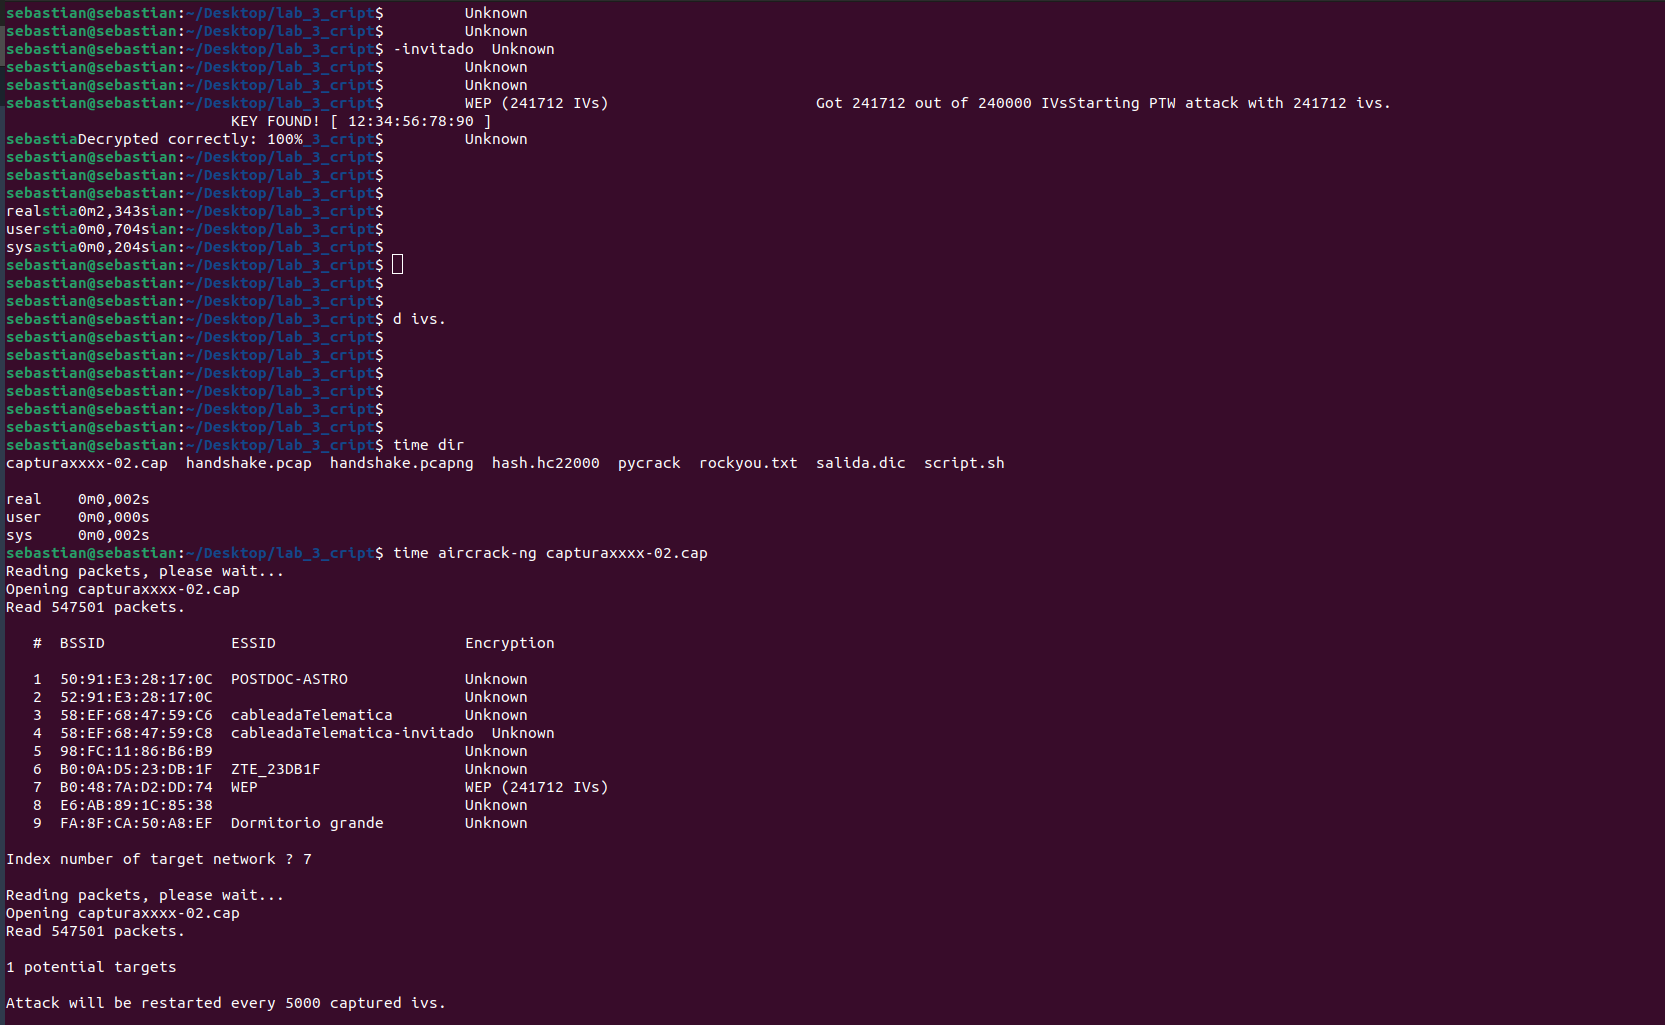 sebastian@sebastian:~/Desktop/lab_3_cript$         Unknown
sebastian@sebastian:~/Desktop/lab_3_cript$         Unknown
sebastian@sebastian:~/Desktop/lab_3_cript$ -invitado  Unknown
sebastian@sebastian:~/Desktop/lab_3_cript$         Unknown
sebastian@sebastian:~/Desktop/lab_3_cript$         Unknown
sebastian@sebastian:~/Desktop/lab_3_cript$         WEP (241712 IVs)                       Got 241712 out of 240000 IVsStarting PTW attack with 241712 ivs.
                         KEY FOUND! [ 12:34:56:78:90 ]
sebastiaDecrypted correctly: 100%_3_cript$         Unknown
sebastian@sebastian:~/Desktop/lab_3_cript$
sebastian@sebastian:~/Desktop/lab_3_cript$
sebastian@sebastian:~/Desktop/lab_3_cript$
realstia0m2,343sian:~/Desktop/lab_3_cript$
userstia0m0,704sian:~/Desktop/lab_3_cript$
sysastia0m0,204sian:~/Desktop/lab_3_cript$
sebastian@sebastian:~/Desktop/lab_3_cript$
sebastian@sebastian:~/Desktop/lab_3_cript$
sebastian@sebastian:~/Desktop/lab_3_cript$
sebastian@sebastian:~/Desktop/lab_3_cript$ d ivs.
sebastian@sebastian:~/Desktop/lab_3_cript$
sebastian@sebastian:~/Desktop/lab_3_cript$
sebastian@sebastian:~/Desktop/lab_3_cript$
sebastian@sebastian:~/Desktop/lab_3_cript$
sebastian@sebastian:~/Desktop/lab_3_cript$
sebastian@sebastian:~/Desktop/lab_3_cript$
sebastian@sebastian:~/Desktop/lab_3_cript$ time dir
capturaxxxx-02.cap  handshake.pcap  handshake.pcapng  hash.hc22000  pycrack  rockyou.txt  salida.dic  script.sh
real    0m0,002s
user    0m0,000s
sys     0m0,002s
sebastian@sebastian:~/Desktop/lab_3_cript$ time aircrack-ng capturaxxxx-02.cap
Reading packets, please wait...
Opening capturaxxxx-02.cap
Read 547501 packets.
   #  BSSID              ESSID                     Encryption
   1  50:91:E3:28:17:0C  POSTDOC-ASTRO             Unknown
   2  52:91:E3:28:17:0C                            Unknown
   3  58:EF:68:47:59:C6  cableadaTelematica        Unknown
   4  58:EF:68:47:59:C8  cableadaTelematica-invitado  Unknown
   5  98:FC:11:86:B6:B9                            Unknown
   6  B0:0A:D5:23:DB:1F  ZTE_23DB1F                Unknown
   7  B0:48:7A:D2:DD:74  WEP                       WEP (241712 IVs)
   8  E6:AB:89:1C:85:38                            Unknown
   9  FA:8F:CA:50:A8:EF  Dormitorio grande         Unknown
Index number of target network ? 7
Reading packets, please wait...
Opening capturaxxxx-02.cap
Read 547501 packets.
1 potential targets
Attack will be restarted every 5000 captured ivs.